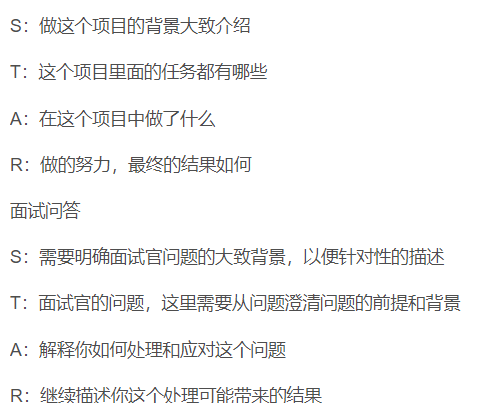 S：做这个项目的背景大致介绍
T：这个项目里面的任务都有哪些
A：在这个项目中做了什么
R：做的努力，最终的结果如何
面试问答
S：需要明确面试官问题的大致背景，以便针对性的描述
T：面试官的问题，这里需要从问题澄清问题的前提和背景
A：解释你如何处理和应对这个问题
R：继续描述你这个处理可能带来的结果